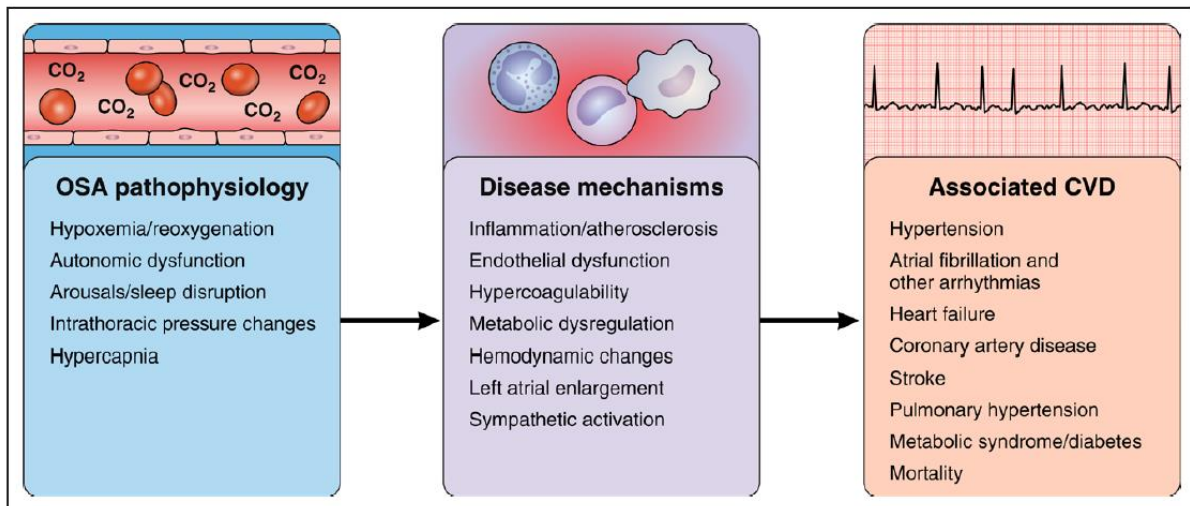 CO₂
CO₂
CO₂
CO₂
CO₂
OSA pathophysiology
Hypoxemia/reoxygenation
Autonomic dysfunction
Arousals/sleep disruption
Intrathoracic pressure changes
Hypercapnia
Disease mechanisms
Inflammation/atherosclerosis
Endothelial dysfunction
Hypercoagulability
Metabolic dysregulation
Hemodynamic changes
Left atrial enlargement
Sympathetic activation
Associated CVD
Hypertension
Atrial fibrillation and
other arrhythmias
Heart failure
Coronary artery disease
Stroke
Pulmonary hypertension
Metabolic syndrome/diabetes
Mortality